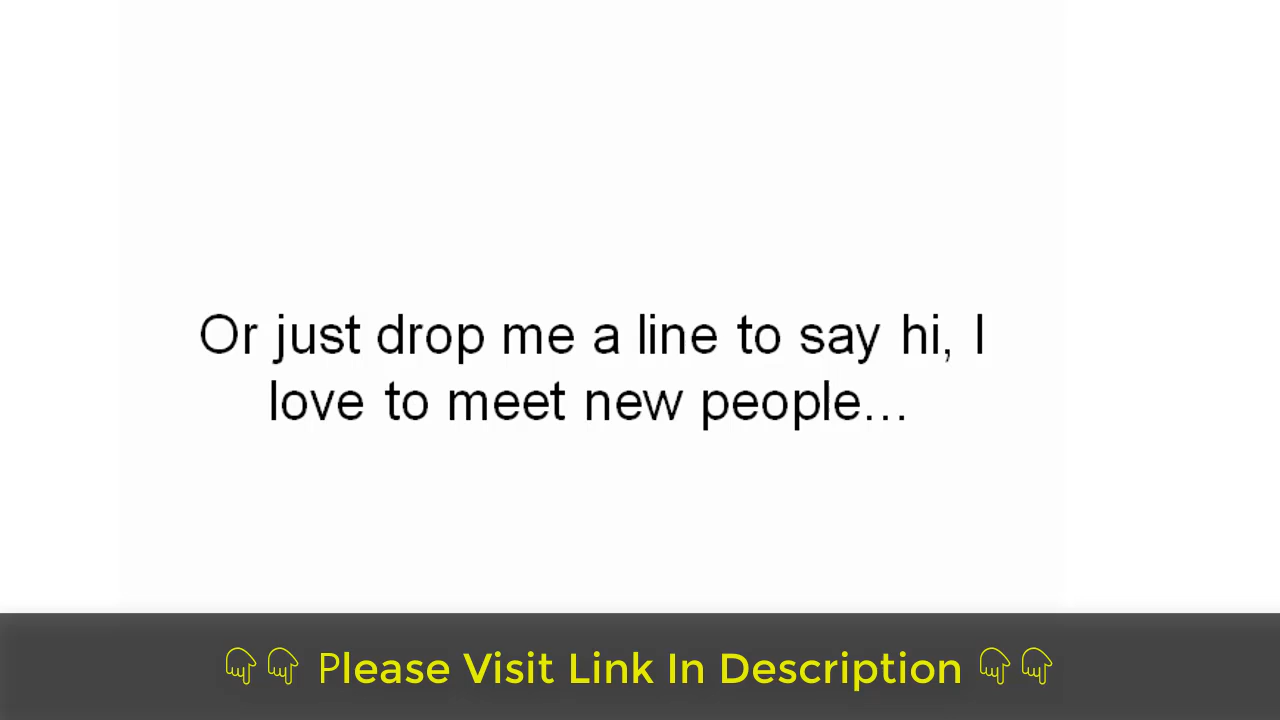 Or just drop me a line to say hi, I
love to meet new people...
👇👇 Please Visit Link In Description 👇👇